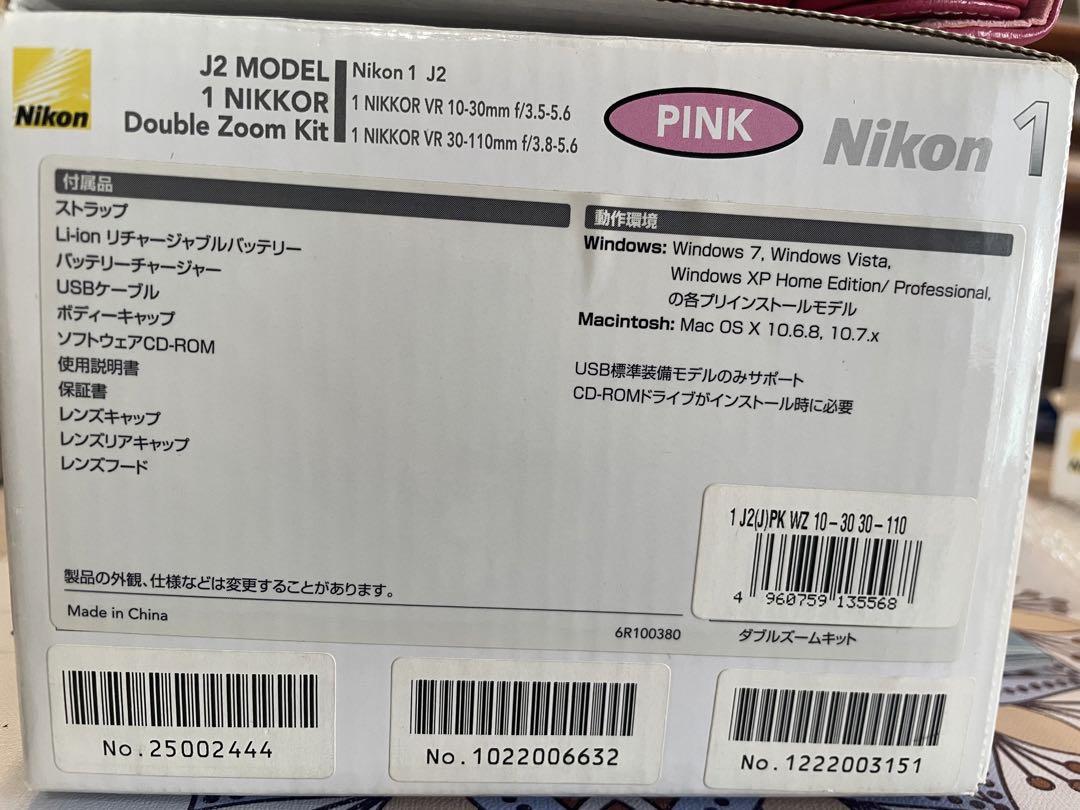 Nikon
J2 MODEL
1 NIKKOR
Double Zoom Kit
Nikon 1 J2
1 NIKKOR VR 10-30mm f/3.5-5.6
1 NIKKOR VR 30-110mm f/3.8-5.6
PINK
Nikon 1
付属品
ストラップ
Li-ion リチャージャブルバッテリー
バッテリーチャージャー
USBケーブル
ボディーキャップ
ソフトウェアCD-ROM
使用説明書
保証書
レンズキャップ
レンズリアキャップ
レンズフード
動作環境
Windows: Windows 7, Windows Vista,
Windows XP Home Edition/ Professional,
の各プリインストールモデル
Macintosh: Mac OS X 10.6.8, 10.7.x
USB標準装備モデルのみサポート
CD-ROMドライブがインストール時に必要
1 J2(J)PK WZ 10-30 30-110
4 960759 135568
ダブルズームキット
製品の外観、仕様などは変更することがあります。
Made in China
6R100380
No.25002444
No.1022006632
No.1222003151